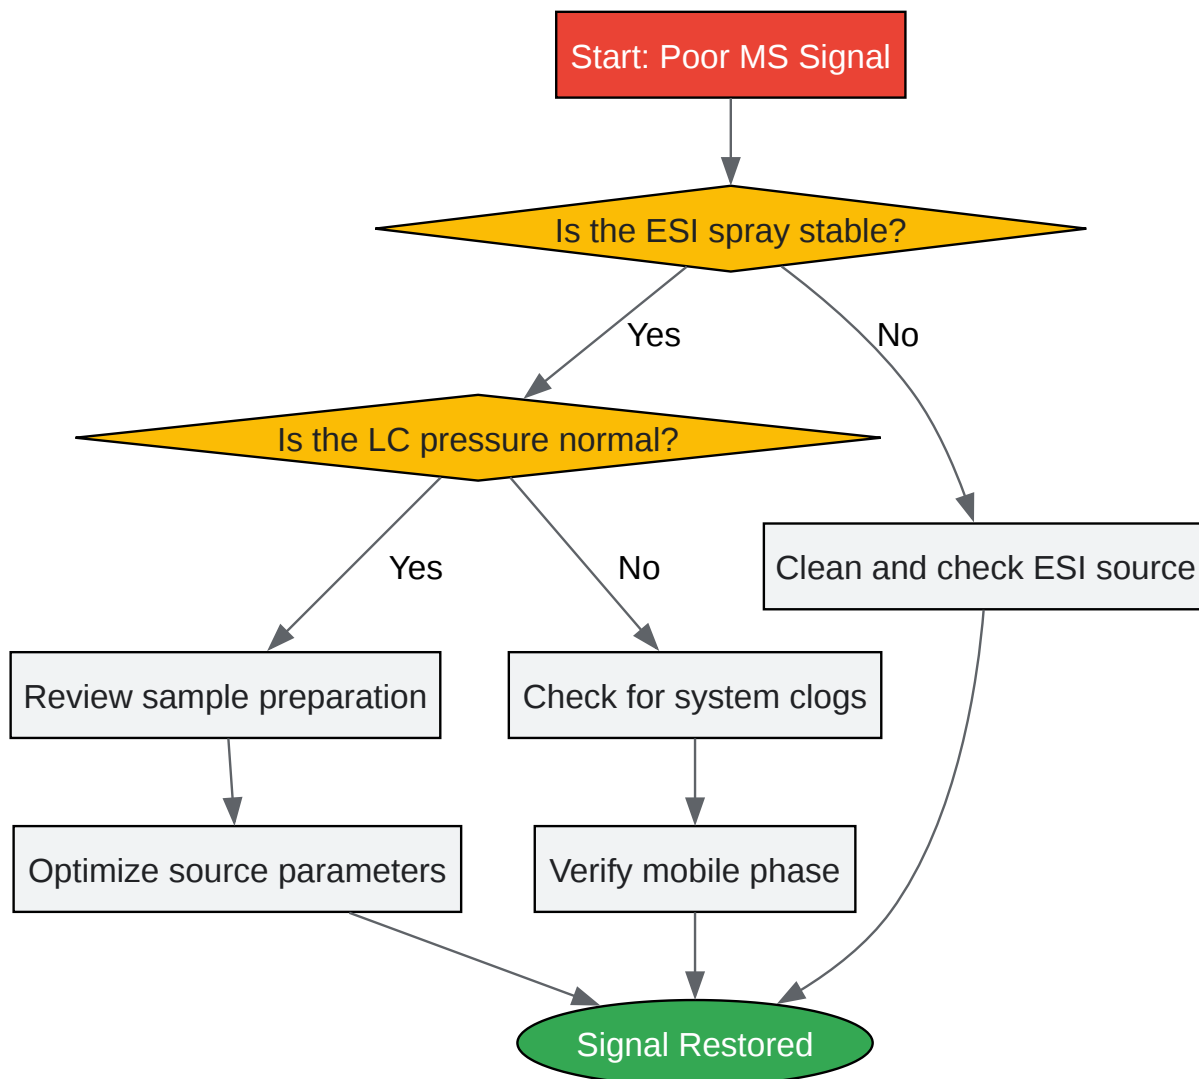 Start: Poor MS Signal
Is the ESI spray stable?
Yes
No
Is the LC pressure normal?
Yes
No
Clean and check ESI source
Review sample preparation
Check for system clogs
Optimize source parameters
Verify mobile phase
Signal Restored